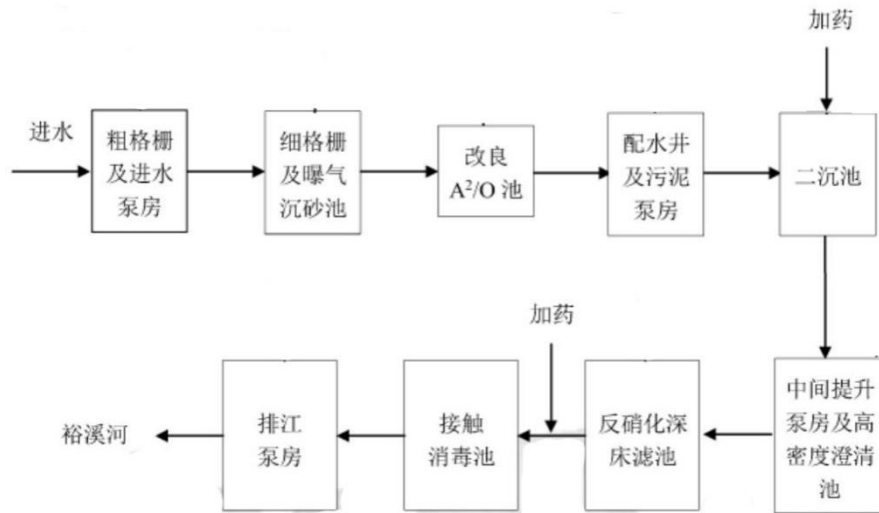 加药
进水
粗格栅
及进水
泵房
细格栅
及曝气
沉砂池
改良
A²/O 池
配水井
及污泥
泵房
二沉池
加药
裕溪河
排江
泵房
接触
消毒池
反硝化深
床滤池
中间提升
泵房及高
密度澄清
池